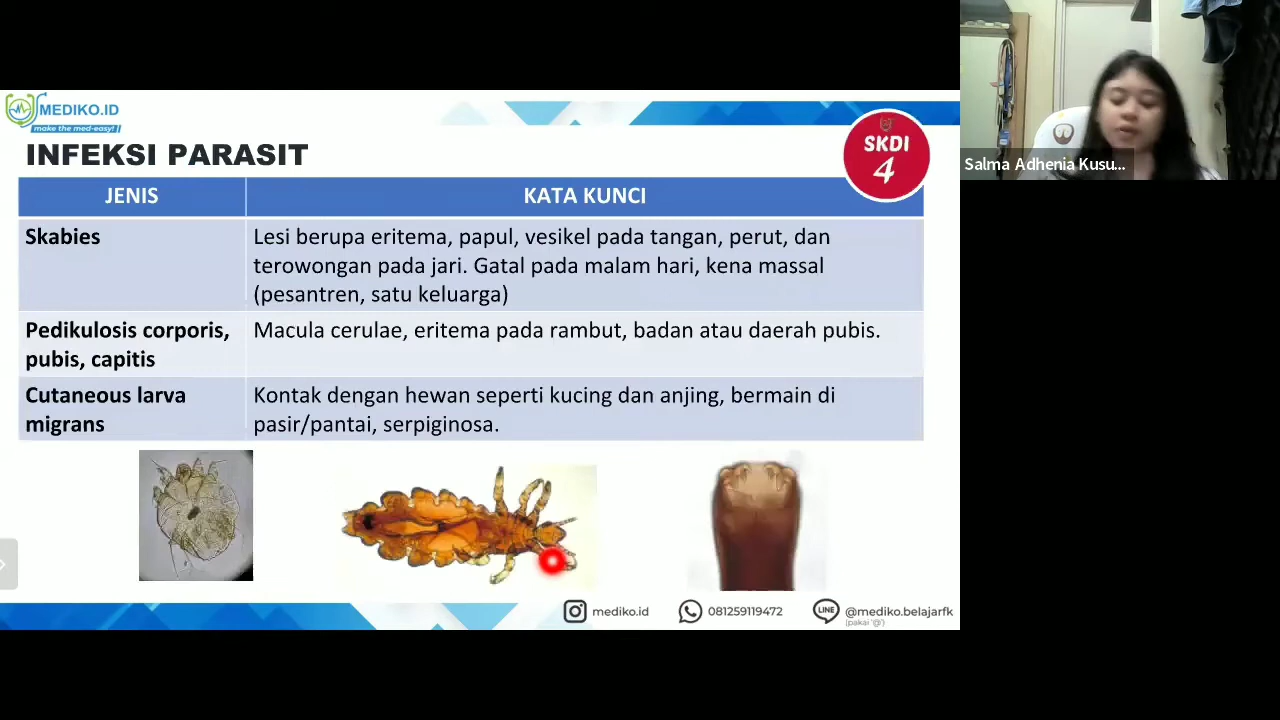 MEDIKO.ID
make the med-easy!
INFEKSI PARASIT
SKDI
4
JENIS
KATA KUNCI
Skabies
Lesi berupa eritema, papul, vesikel pada tangan, perut, dan
terowongan pada jari. Gatal pada malam hari, kena massal
(pesantren, satu keluarga)
Pedikulosis corporis,
pubis, capitis
Macula cerulae, eritema pada rambut, badan atau daerah pubis.
Cutaneous larva
migrans
Kontak dengan hewan seperti kucing dan anjing, bermain di
pasir/pantai, serpiginosa.
mediko.id
081259119472
LINE
@mediko.belajarfk
(pakai '@')
Salma Adhenia Kusu...